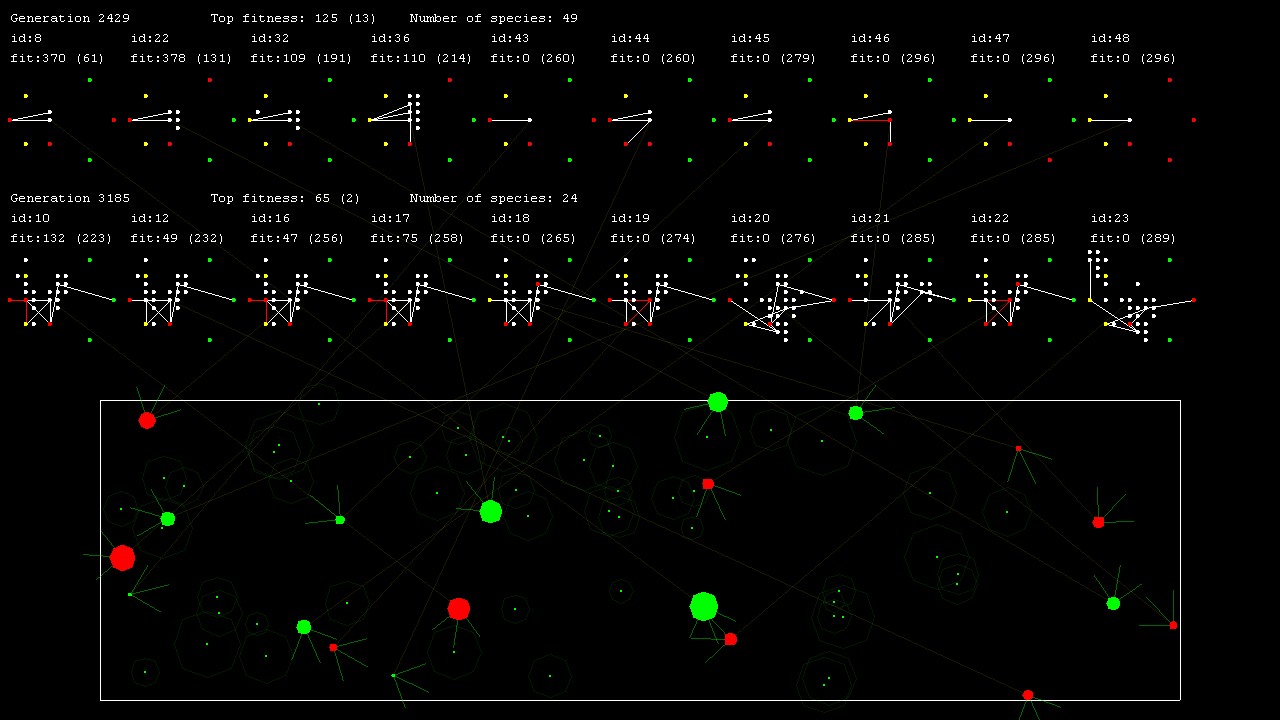 Generation 2429 Top fitness: 125 (13) Number of species: 49
id:8 id:22 id:32 id:36 id:43 id:44 id:45 id:46 id:47 id:48
fit:370 (61) fit:378 (131) fit:109 (191) fit:110 (214) fit:0 (260) fit:0 (260) fit:0 (279) fit:0 (296) fit:0 (296) fit:0 (296)
Generation 3185 Top fitness: 65 (2) Number of species: 24
id:10 id:12 id:16 id:17 id:18 id:19 id:20 id:21 id:22 id:23
fit:132 (223) fit:49 (232) fit:47 (256) fit:75 (258) fit:0 (265) fit:0 (274) fit:0 (276) fit:0 (285) fit:0 (285) fit:0 (289)